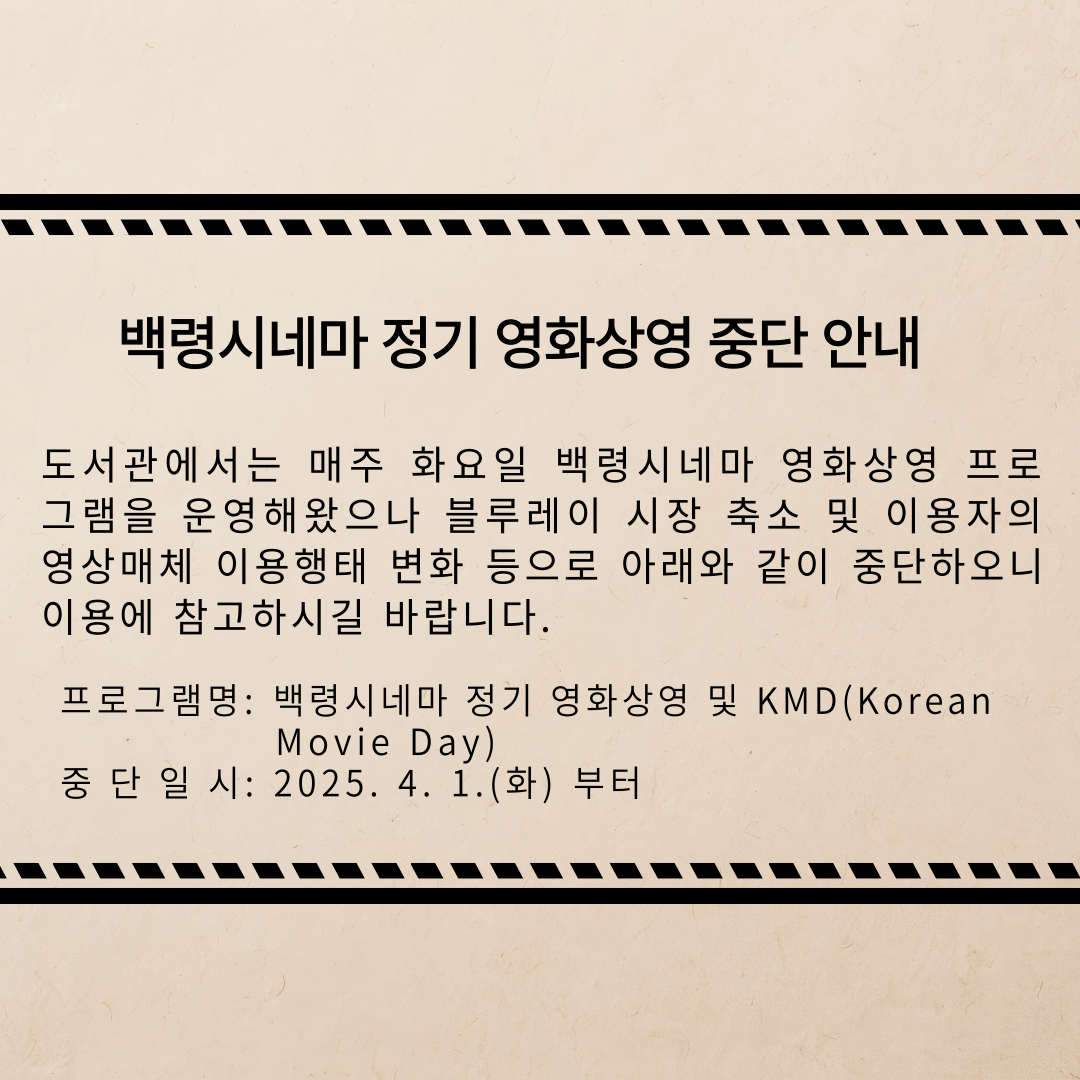 백령시네마 정기 영화상영 중단 안내
도서관에서는 매주 화요일 백령시네마 영화상영 프로
그램을 운영해왔으나 블루레이 시장 축소 및 이용자의
영상매체 이용행태 변화 등으로 아래와 같이 중단하오니
이용에 참고하시길 바랍니다.
프로그램명: 백령시네마 정기 영화상영 및 KMD(Korean
Movie Day)
중 단 일 시: 2025. 4. 1.(화) 부터